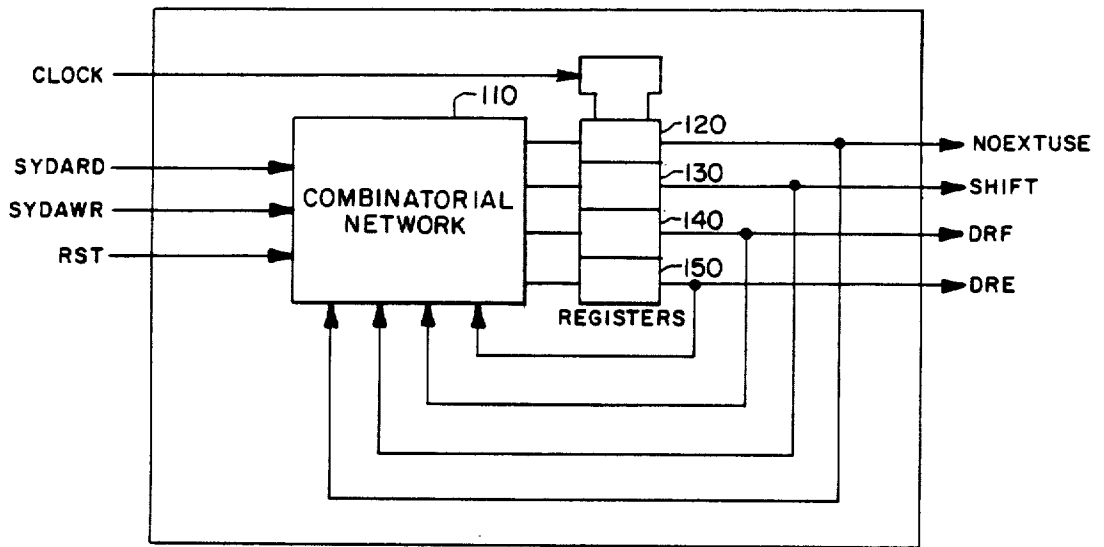 CLOCK
110
120
NOEXTUSE
SYDARD
130
SHIFT
COMBINATORIAL
NETWORK
SYDAWR
140
DRF
RST
150
DRE
REGISTERS